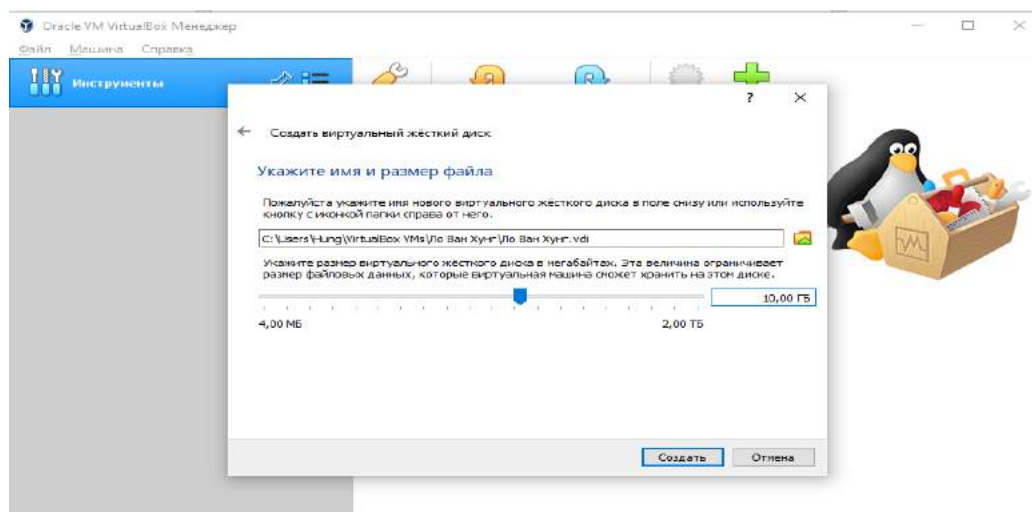 Oracle VM VirtualBox Менеджер
Файл Машина Справка
Инструменты
? ×
← Создать виртуальный жёсткий диск
Укажите имя и размер файла
Пожалуйста укажите имя нового виртуального жёсткого диска в поле снизу или используйте
кнопку с иконкой папки справа от него.
C:\Users\Hung\VirtualBox VMs\Ло Ван Хунг\Ло Ван Хунг.vdi
Укажите размер виртуального жёсткого диска в мегабайтах. Эта величина ограничивает
размер файловых данных, которые виртуальная машина сможет хранить на этом диске.
10,00 ГБ
4,00 МБ 2,00 ТБ
Создать Отмена